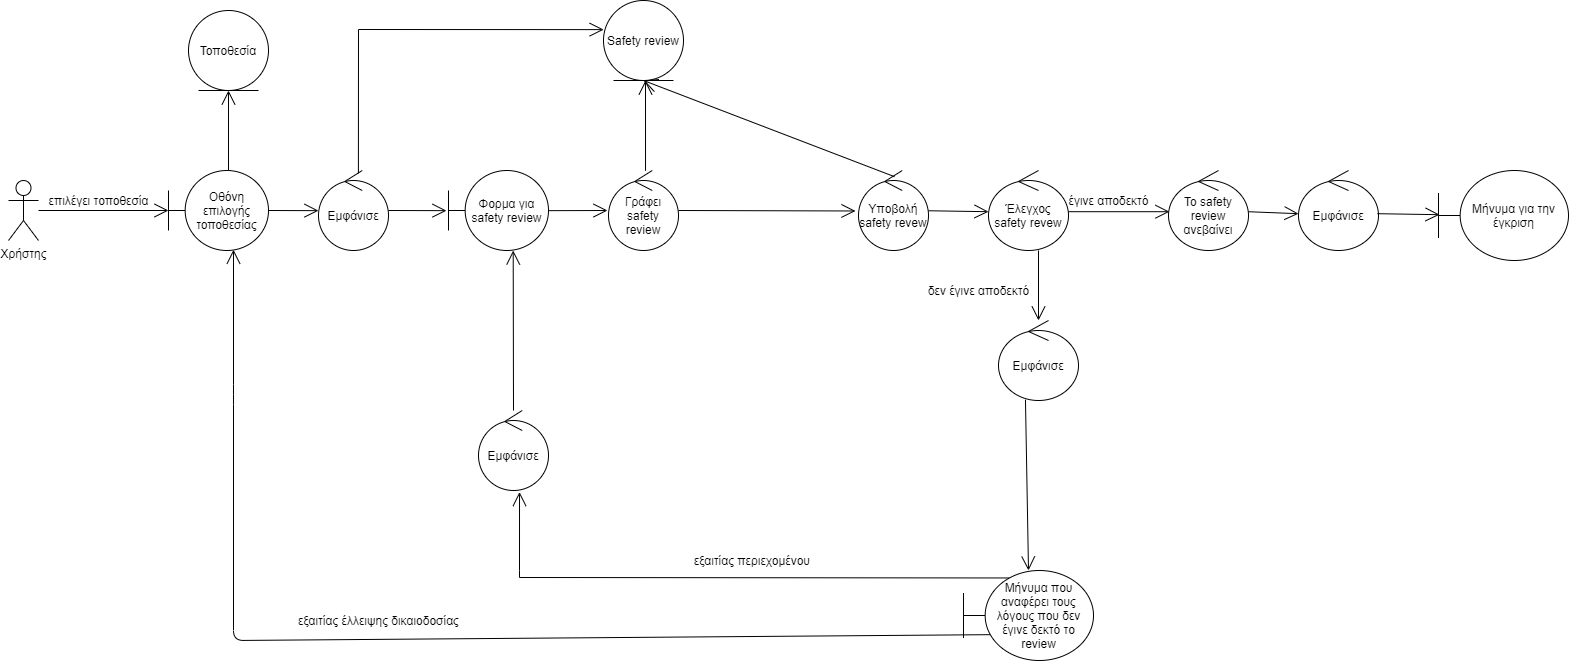 Τοποθεσία
Safety review
επιλέγει τοποθεσία
Χρήστης
Οθόνη
επιλογής
τοποθεσίας
Εμφάνισε
Φορμα για
safety review
Γράφει
safety
review
Υποβολή
safety revew
Έλεγχος
safety revew
έγινε αποδεκτό
Το safety
review
ανεβαίνει
Εμφάνισε
Μήνυμα για την
έγκριση
δεν έγινε αποδεκτό
Εμφάνισε
Εμφάνισε
εξαιτίας περιεχομένου
Μήνυμα που
αναφέρει τους
λόγους που δεν
έγινε δεκτό το
review
εξαιτίας έλλειψης δικαιοδοσίας